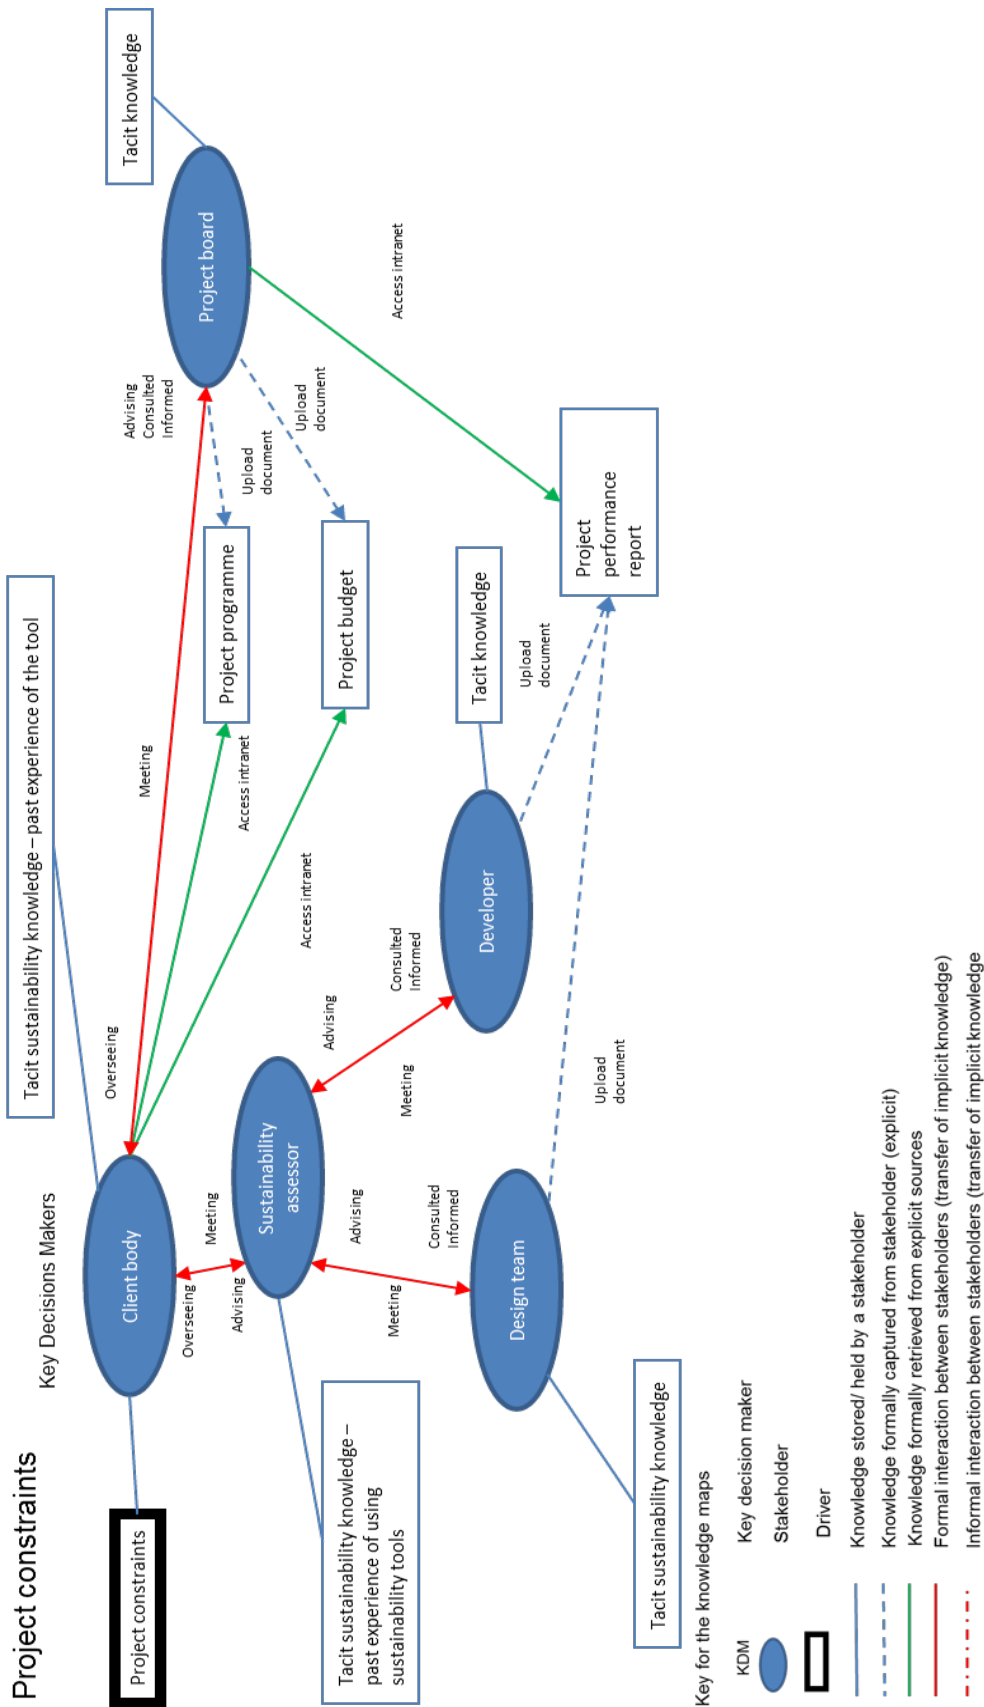 Project constraints
Key Decisions Makers
Project constraints
Client body
Tacit sustainability knowledge – past experience of the tool
Overseeing
Meeting
Advising
Consulted
Informed
Project board
Tacit knowledge
Upload
document
Upload
document
Access intranet
Project programme
Access intranet
Project budget
Access intranet
Overseeing
Meeting
Advising
Sustainability
assessor
Tacit sustainability knowledge –
past experience of using
sustainability tools
Advising
Meeting
Consulted
Informed
Developer
Tacit knowledge
Upload
document
Project
performance
report
Advising
Meeting
Consulted
Informed
Design team
Upload
document
Tacit sustainability knowledge
Key for the knowledge maps
KDM
Key decision maker
Stakeholder
Driver
Knowledge stored/ held by a stakeholder
Knowledge formally captured from stakeholder (explicit)
Knowledge formally retrieved from explicit sources
Formal interaction between stakeholders (transfer of implicit knowledge)
Informal interaction between stakeholders (transfer of implicit knowledge